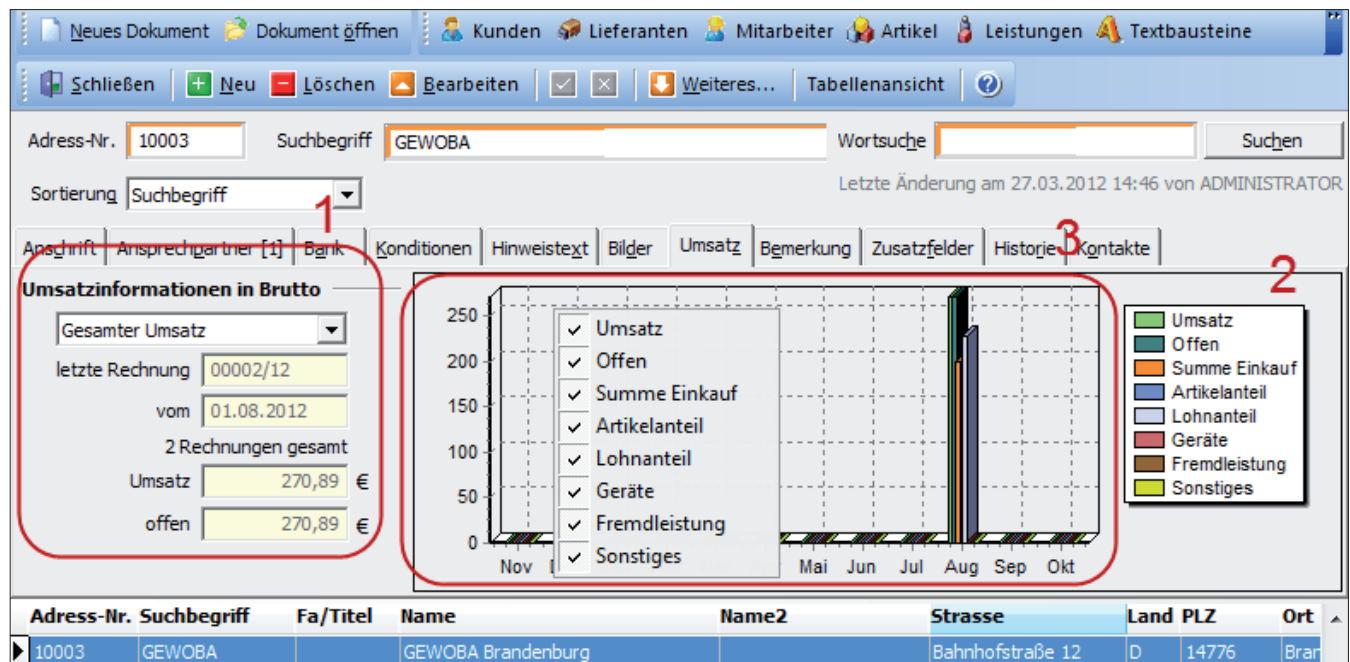 Neues Dokument Dokument öffnen Kunden Lieferanten Mitarbeiter Artikel Leistungen Textbausteine
Schließen Neu Löschen Bearbeiten Weiteres... Tabellenansicht
Adress-Nr. 10003 Suchbegriff GEWOBA Wortsuche Suchen
Sortierung Suchbegriff Letzte Änderung am 27.03.2012 14:46 von ADMINISTRATOR
1
Anschrift Ansprechpartner [1] Bank Konditionen Hinweistext Bilder Umsatz Bemerkung Zusatzfelder Historie Kontakte
3
2
Umsatzinformationen in Brutto
Gesamter Umsatz
letzte Rechnung 00002/12
vom 01.08.2012
2 Rechnungen gesamt
Umsatz 270,89 €
offen 270,89 €
250
200
150
100
50
0
Umsatz
Offen
Summe Einkauf
Artikelanteil
Lohnanteil
Geräte
Fremdleistung
Sonstiges
Nov Mai Jun Jul Aug Sep Okt
Umsatz
Offen
Summe Einkauf
Artikelanteil
Lohnanteil
Geräte
Fremdleistung
Sonstiges
Adress-Nr. Suchbegriff Fa/Titel Name Name2 Strasse Land PLZ Ort
10003 GEWOBA GEWOBA Brandenburg Bahnhofstraße 12 D 14776 Bran